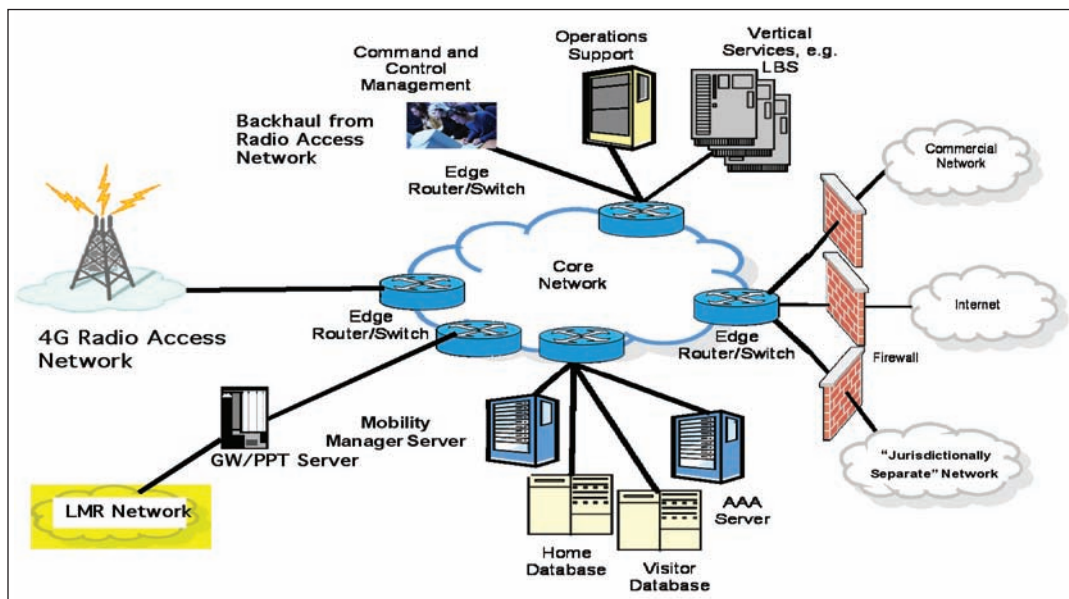 Command and
Control
Management
Operations
Support
Vertical
Services, e.g.
LBS
Backhaul from
Radio Access
Network
Edge
Router/Switch
Commercial
Network
Core
Network
Internet
4G Radio Access
Network
Edge
Router/Switch
Edge
Router/Switch
Firewall
Mobility
Manager Server
GW/PPT Server
LMR Network
"Jurisdictionally
Separate" Network
AAA
Server
Home
Database
Visitor
Database